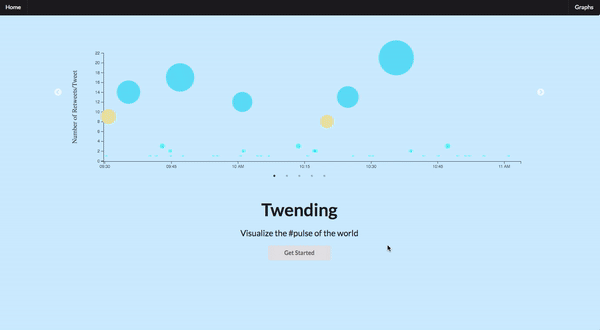 Home
Graphs
Number of Retweets/Tweet
22
20
18
16
14
12
10
8
6
4
2
0
09:30
09:45
10 AM
10:15
10:30
10:45
11 AM
Twending
Visualize the #pulse of the world
Get Started